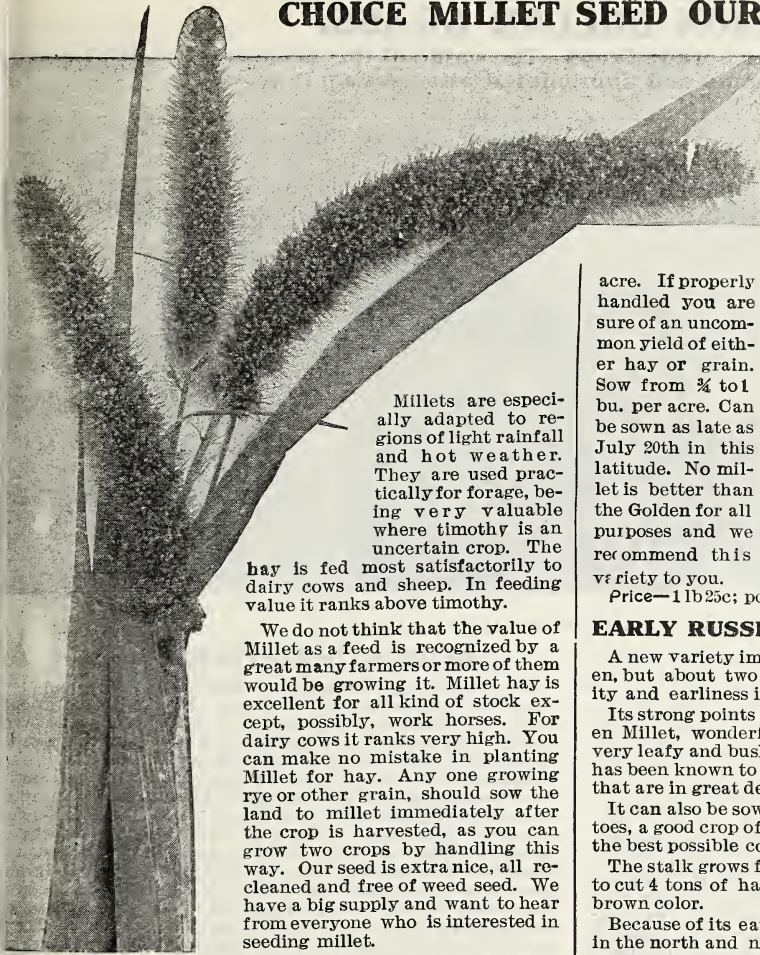 CHOICE MILLET SEED OUR
Millets are especi-
ally adapted to re-
gions of light rainfall
and hot weather.
They are used prac-
tically for forage, be-
ing very valuable
where timothy is an
uncertain crop. The
hay is fed most satisfactorily to
dairy cows and sheep. In feeding
value it ranks above timothy.
We do not think that the value of
Millet as a feed is recognized by a
great many farmers or more of them
would be growing it. Millet hay is
excellent for all kind of stock ex-
cept, possibly, work horses. For
dairy cows it ranks very high. You
can make no mistake in planting
Millet for hay. Any one growing
rye or other grain, should sow the
land to millet immediately after
the crop is harvested, as you can
grow two crops by handling this
way. Our seed is extra nice, all re-
cleaned and free of weed seed. We
have a big supply and want to hear
from everyone who is interested in
seeding millet.
acre. If properly
handled you are
sure of an uncom-
mon yield of eith-
er hay or grain.
Sow from ¾ to 1
bu. per acre. Can
be sown as late as
July 20th in this
latitude. No mil-
let is better than
the Golden for all
purposes and we
recommend this
variety to you.
Price—1 lb 25c; po
EARLY RUSSI
A new variety im
en, but about two
ity and earliness i
Its strong points
en Millet, wonderf
very leafy and bus
has been known to
that are in great de
It can also be sow
toes, a good crop of
the best possible co
The stalk grows f
to cut 4 tons of ha
brown color.
Because of its ea
in the north and n